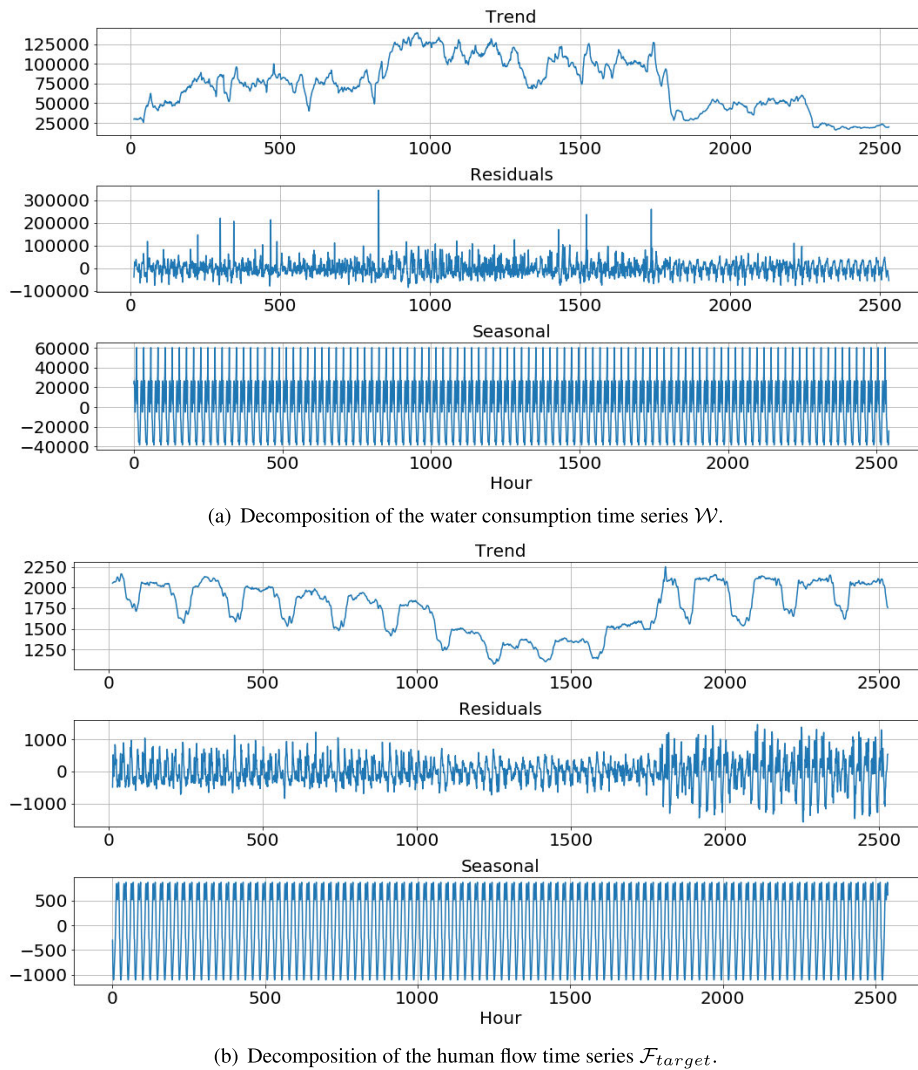 Trend
125000
100000
75000
50000
25000
0 500 1000 1500 2000 2500
Residuals
300000
200000
100000
0
−100000
0 500 1000 1500 2000 2500
Seasonal
60000
40000
20000
0
−20000
−40000
0 500 1000 1500 2000 2500
Hour
(a) Decomposition of the water consumption time series 𝒲.
Trend
2250
2000
1750
1500
1250
0 500 1000 1500 2000 2500
Residuals
1000
0
−1000
0 500 1000 1500 2000 2500
Seasonal
500
0
−500
−1000
0 500 1000 1500 2000 2500
Hour
(b) Decomposition of the human flow time series ℱtarget.